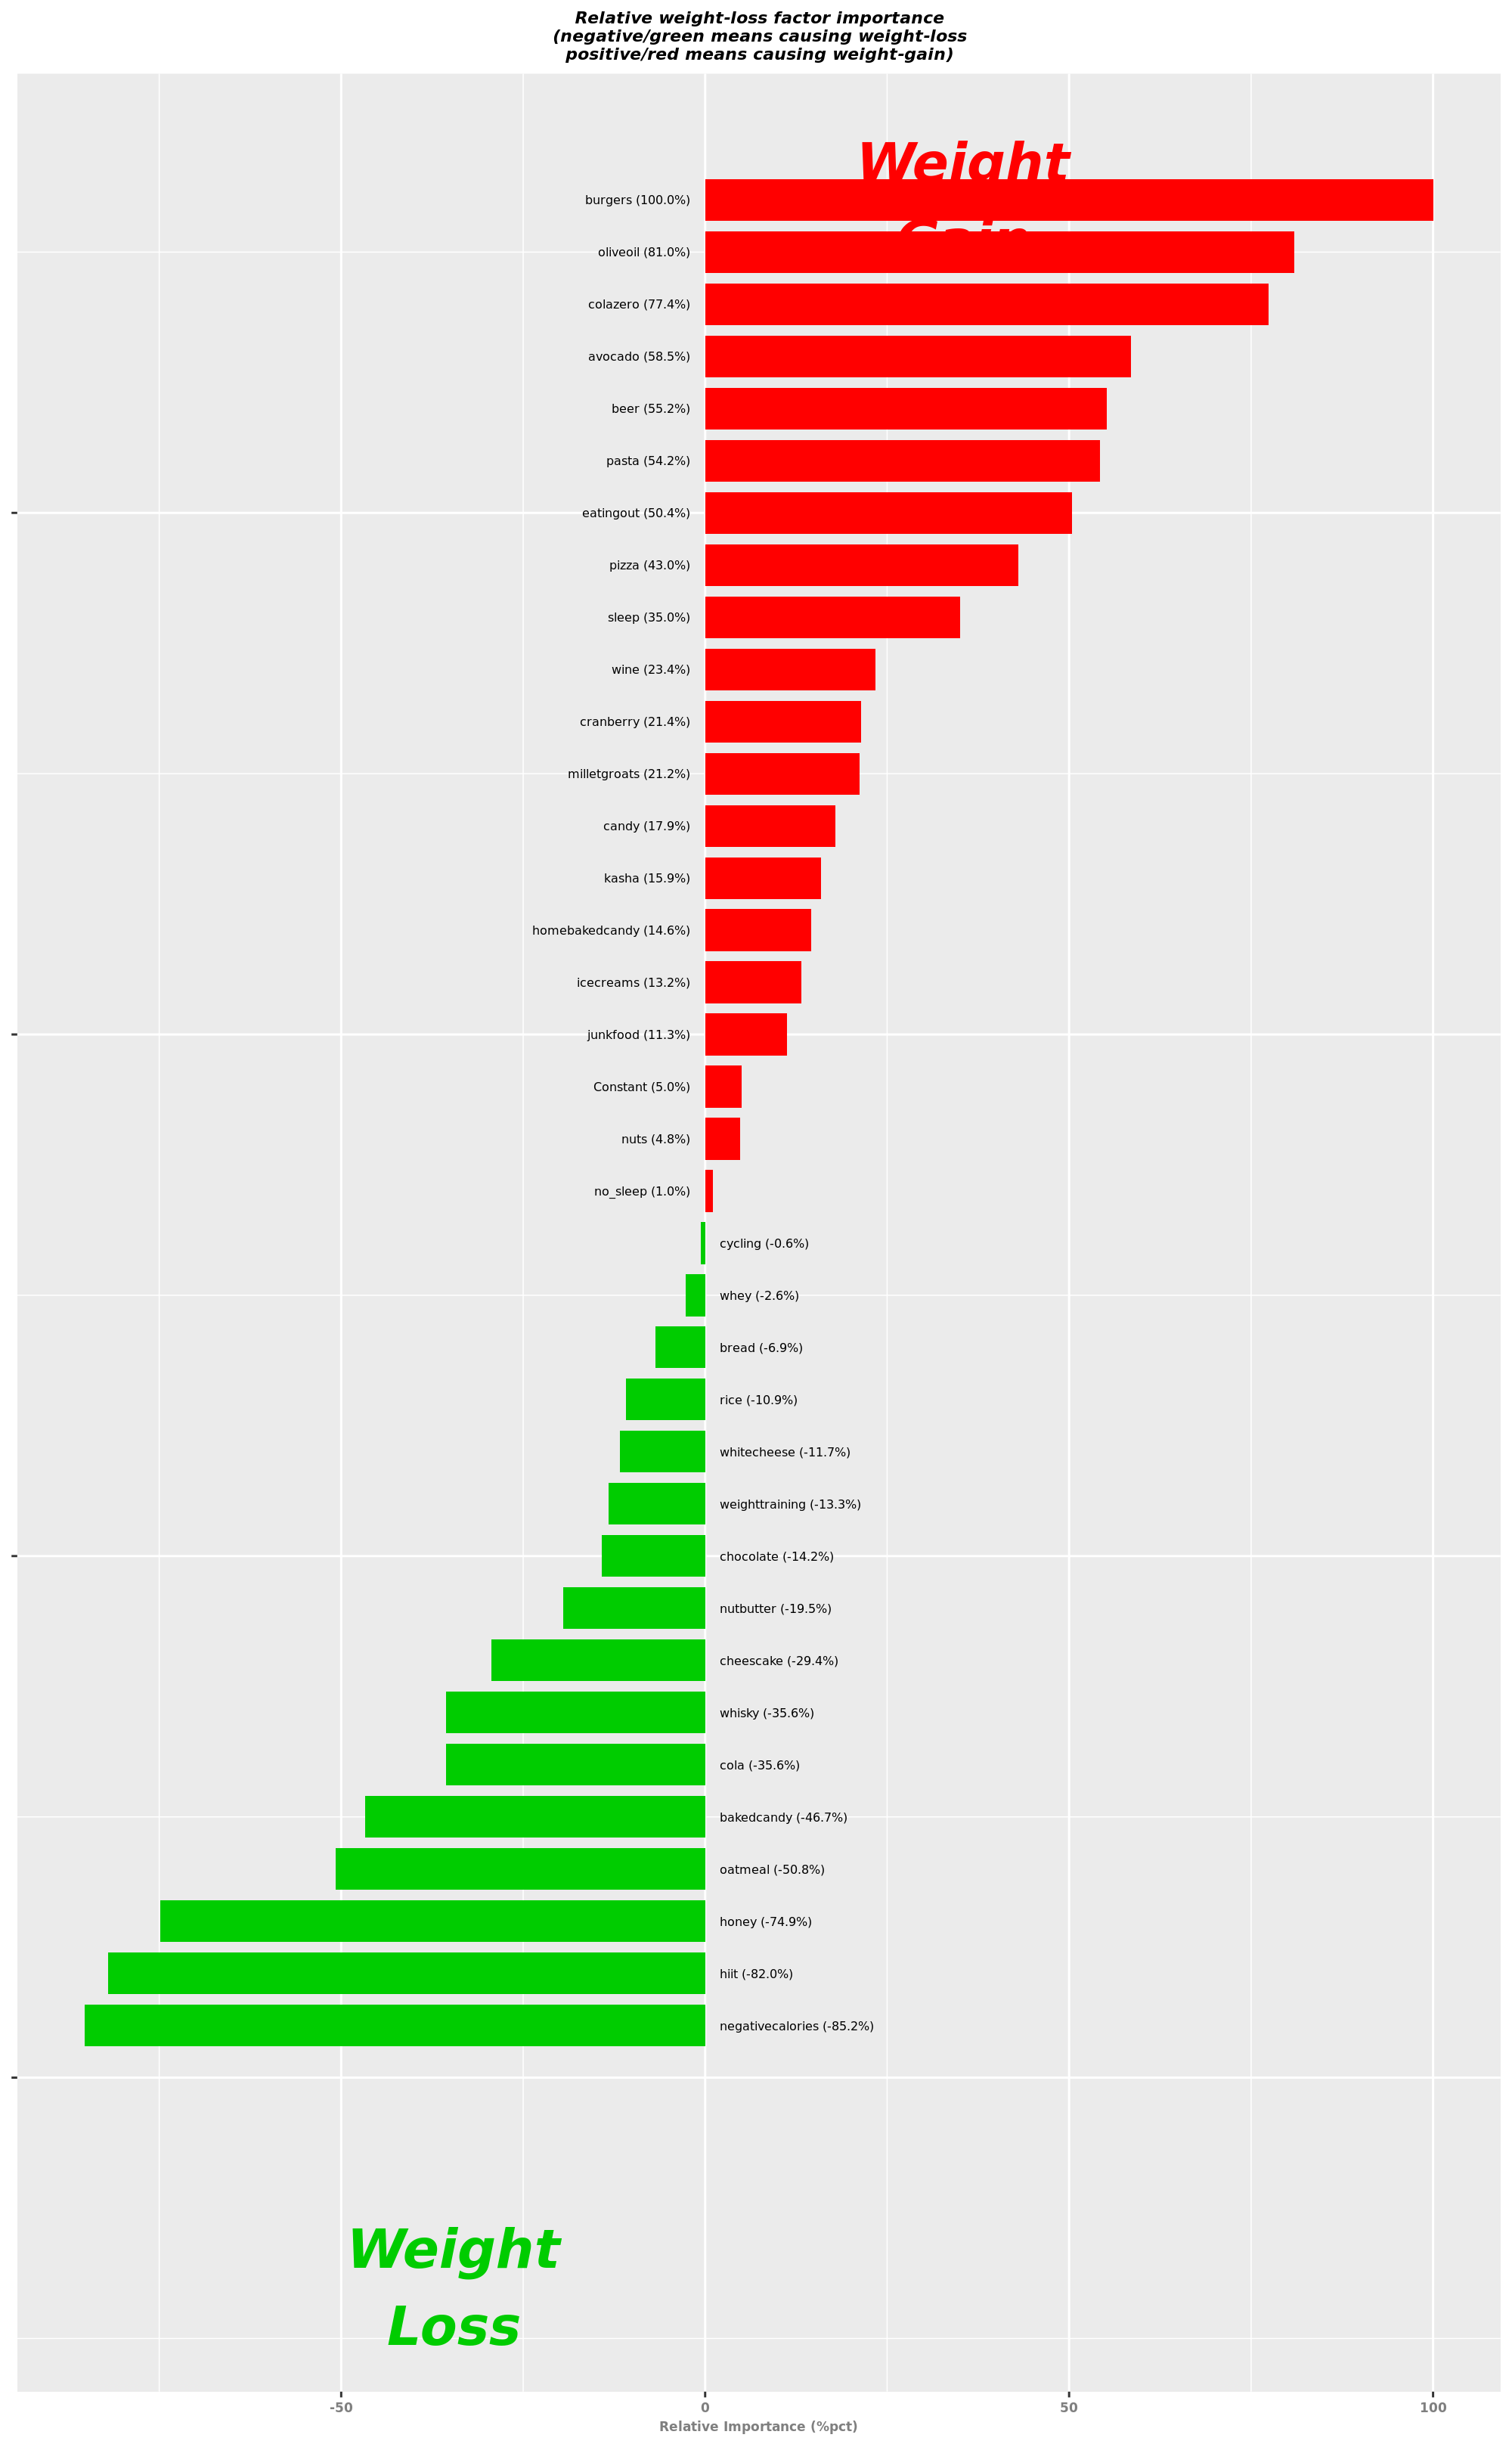 Relative weight-loss factor importance
(negative/green means causing weight-loss
positive/red means causing weight-gain)
Weight
Gain
burgers (100.0%)
oliveoil (81.0%)
colazero (77.4%)
avocado (58.5%)
beer (55.2%)
pasta (54.2%)
eatingout (50.4%)
pizza (43.0%)
sleep (35.0%)
wine (23.4%)
cranberry (21.4%)
milletgroats (21.2%)
candy (17.9%)
kasha (15.9%)
homebakedcandy (14.6%)
icecreams (13.2%)
junkfood (11.3%)
Constant (5.0%)
nuts (4.8%)
no_sleep (1.0%)
cycling (-0.6%)
whey (-2.6%)
bread (-6.9%)
rice (-10.9%)
whitecheese (-11.7%)
weighttraining (-13.3%)
chocolate (-14.2%)
nutbutter (-19.5%)
cheescake (-29.4%)
whisky (-35.6%)
cola (-35.6%)
bakedcandy (-46.7%)
oatmeal (-50.8%)
honey (-74.9%)
hiit (-82.0%)
negativecalories (-85.2%)
Weight
Loss
-50 0 50 100
Relative Importance (%pct)